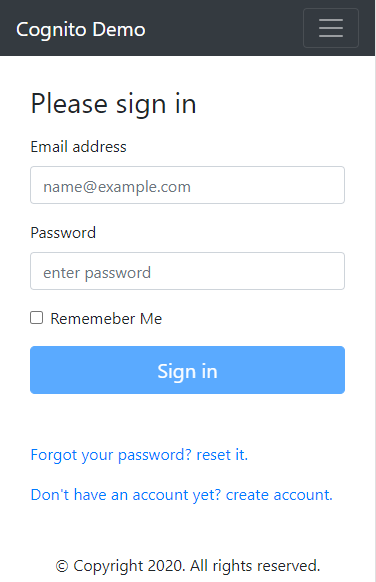 Cognito Demo
Please sign in
Email address
name@example.com
Password
enter password
Rememeber Me
Sign in
Forgot your password? reset it.
Don't have an account yet? create account.
© Copyright 2020. All rights reserved.